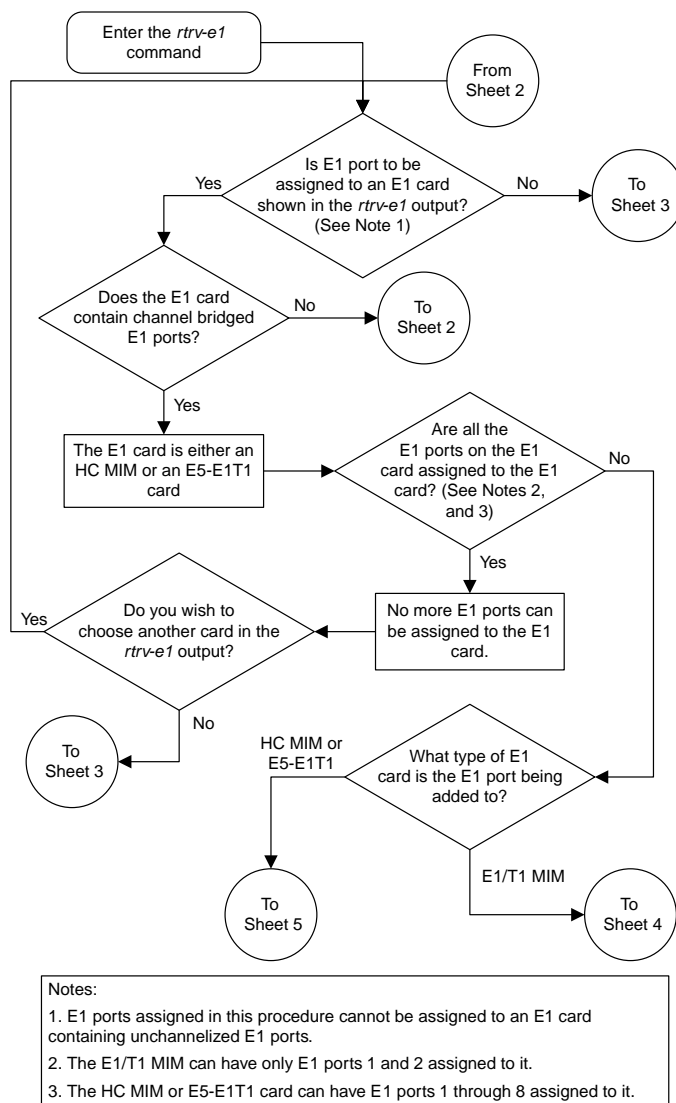 Enter the rtrv-e1
command
From
Sheet 2
Is E1 port to be
assigned to an E1 card
shown in the rtrv-e1 output?
(See Note 1)
Yes
No
To
Sheet 3
Does the E1 card
contain channel bridged
E1 ports?
No
To
Sheet 2
Yes
The E1 card is either an
HC MIM or an E5-E1T1
card
Are all the
E1 ports on the E1
card assigned to the E1
card? (See Notes 2,
and 3)
No
Yes
No more E1 ports can
be assigned to the E1
card.
Do you wish to
choose another card in the
rtrv-e1 output?
Yes
No
To
Sheet 3
What type of E1
card is the E1 port being
added to?
HC MIM or
E5-E1T1
To
Sheet 5
E1/T1 MIM
To
Sheet 4
Notes:
1. E1 ports assigned in this procedure cannot be assigned to an E1 card
containing unchannelized E1 ports.
2. The E1/T1 MIM can have only E1 ports 1 and 2 assigned to it.
3. The HC MIM or E5-E1T1 card can have E1 ports 1 through 8 assigned to it.